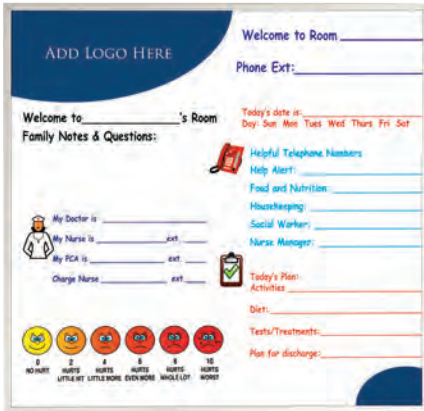 ADD LOGO HERE
Welcome to Room
Phone Ext:
Welcome to 's Room
Family Notes & Questions:
Today's date is:
Day: Sun Mon Tues Wed Thurs Fri Sat
Helpful Telephone Numbers
Help Alert:
Food and Nutrition:
Housekeeping:
Social Worker:
Nurse Manager:
My Doctor is
My Nurse is ext.
My PCA is ext.
Charge Nurse ext.
Today's Plan:
Activities
Diet:
Tests/Treatments:
Plan for discharge:
0 2 4 6 8 10
NO HURT HURTS LITTLE BIT HURTS LITTLE MORE HURTS EVEN MORE HURTS WHOLE LOT HURTS WORST